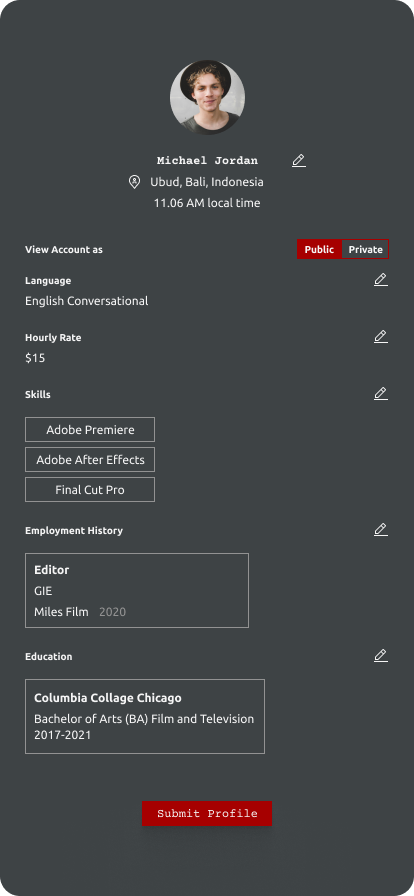 Michael Jordan
Ubud, Bali, Indonesia
11.06 AM local time
View Account as
Public Private
Language
English Conversational
Hourly Rate
$15
Skills
Adobe Premiere
Adobe After Effects
Final Cut Pro
Employment History
Editor
GIE
Miles Film 2020
Education
Columbia Collage Chicago
Bachelor of Arts (BA) Film and Television
2017-2021
Submit Profile